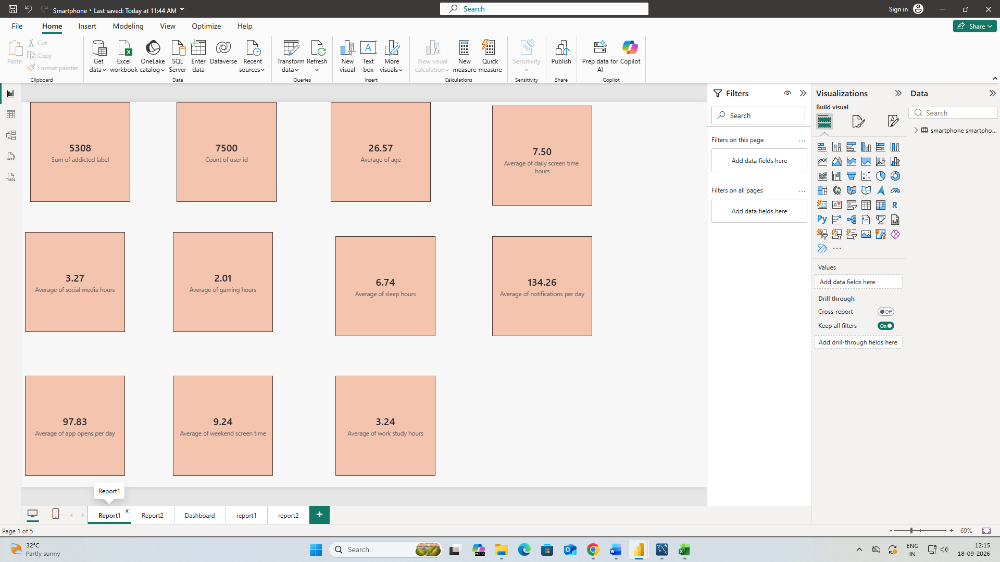 Smartphone • Last saved: Today at 11:44 AM
Search
Sign in
File
Home
Insert
Modeling
View
Optimize
Help
Share
Paste
Cut
Copy
Format painter
Clipboard
Get data
Excel workbook
OneLake catalog
SQL Server
Enter data
Dataverse
Recent sources
Data
Transform data
Refresh
Queries
New visual
Text box
More visuals
Insert
New visual calculation
New measure
Quick measure
Calculations
Sensitivity
Sensitivity
Publish
Share
Prep data for AI
Copilot
Copilot
DAX
TMDL
5308
Sum of addicted label
7500
Count of user id
26.57
Average of age
7.50
Average of daily screen time
hours
3.27
Average of social media hours
2.01
Average of gaming hours
6.74
Average of sleep hours
134.26
Average of notifications per day
97.83
Average of app opens per day
9.24
Average of weekend screen time
3.24
Average of work study hours
Filters
Search
Filters on this page
...
Add data fields here
Filters on all pages
...
Add data fields here
Visualizations
Build visual
123
R
Py
...
Values
Add data fields here
Drill through
Cross-report
Off
Keep all filters
On
Add drill-through fields here
Data
Search
smartphone smartpho...
Report1
Report1
x
Report2
Dashboard
report1
report2
+
Page 1 of 5
-
+
69%
32°C
Partly sunny
Search
M365
ENG
IN
12:15
18-09-2026